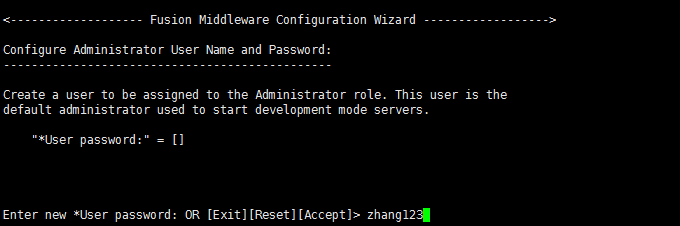 <------------------- Fusion Middleware Configuration Wizard ------------------>
Configure Administrator User Name and Password:
-----------------------------------------------
Create a user to be assigned to the Administrator role. This user is the
default administrator used to start development mode servers.
"*User password:" = []
Enter new *User password: OR [Exit][Reset][Accept]> zhang123